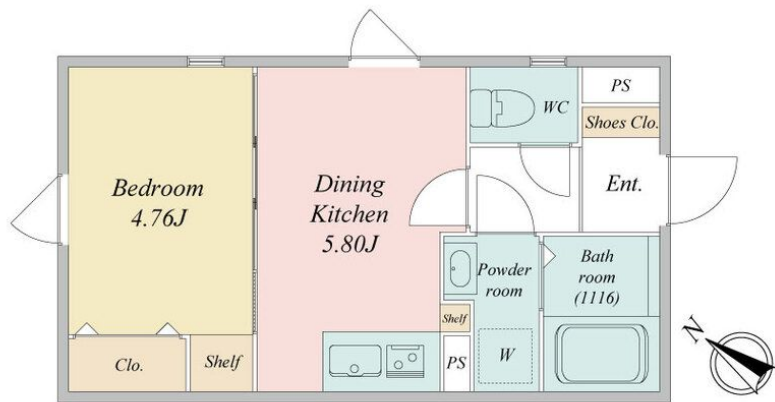 Bedroom
4.76J
Dining
Kitchen
5.80J
WC
PS
Shoes Clo.
Ent.
Powder
room
Bath
room
(1116)
Shelf
PS
W
Clo.
Shelf
N